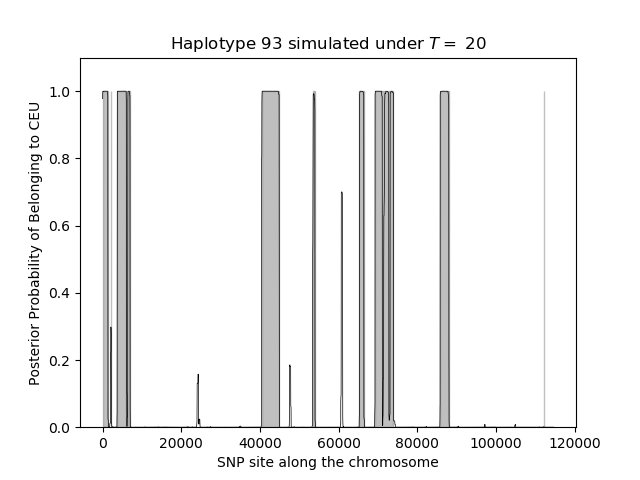 Haplotype 93 simulated under T = 20
Posterior Probability of Belonging to CEU
1.0
0.8
0.6
0.4
0.2
0.0
0 20000 40000 60000 80000 100000 120000
SNP site along the chromosome